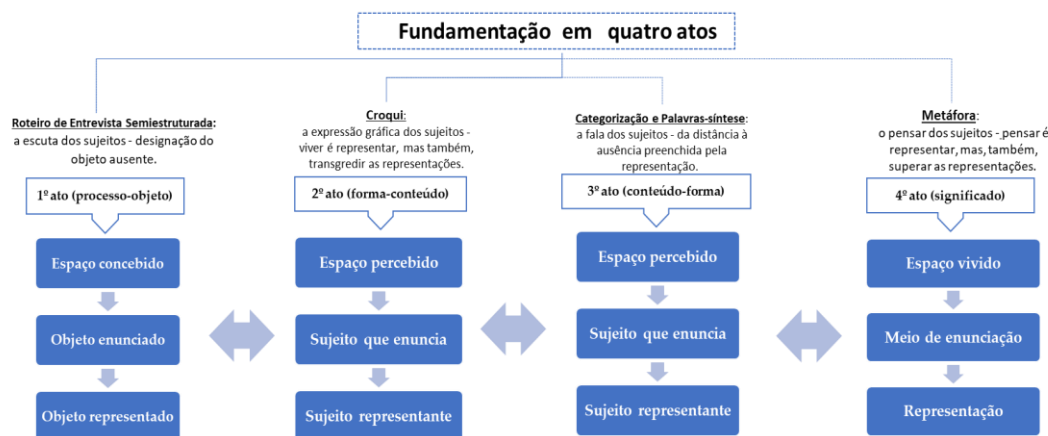 Fundamentação em quatro atos
Roteiro de Entrevista Semiestruturada:
a escuta dos sujeitos - designação do
objeto ausente.
1º ato (processo-objeto)
Espaço concebido
Objeto enunciado
Objeto representado
Croqui:
a expressão gráfica dos sujeitos -
viver é representar, mas também,
transgredir as representações.
2º ato (forma-conteúdo)
Espaço percebido
Sujeito que enuncia
Sujeito representante
Categorização e Palavras-síntese:
a fala dos sujeitos - da distância à
ausência preenchida pela
representação.
3º ato (conteúdo-forma)
Espaço percebido
Sujeito que enuncia
Sujeito representante
Metáfora:
o pensar dos sujeitos - pensar é
representar, mas, também,
superar as representações.
4º ato (significado)
Espaço vivido
Meio de enunciação
Representação